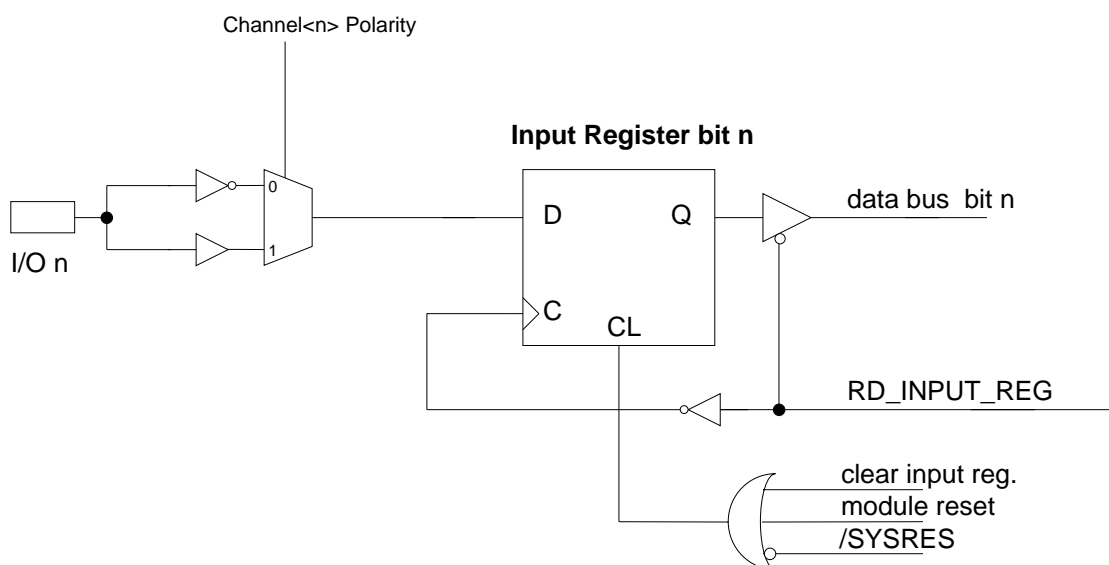 Channel<n> Polarity
Input Register bit n
0
D
Q
data bus bit n
1
I/O n
C
CL
RD_INPUT_REG
clear input reg.
module reset
/SYSRES